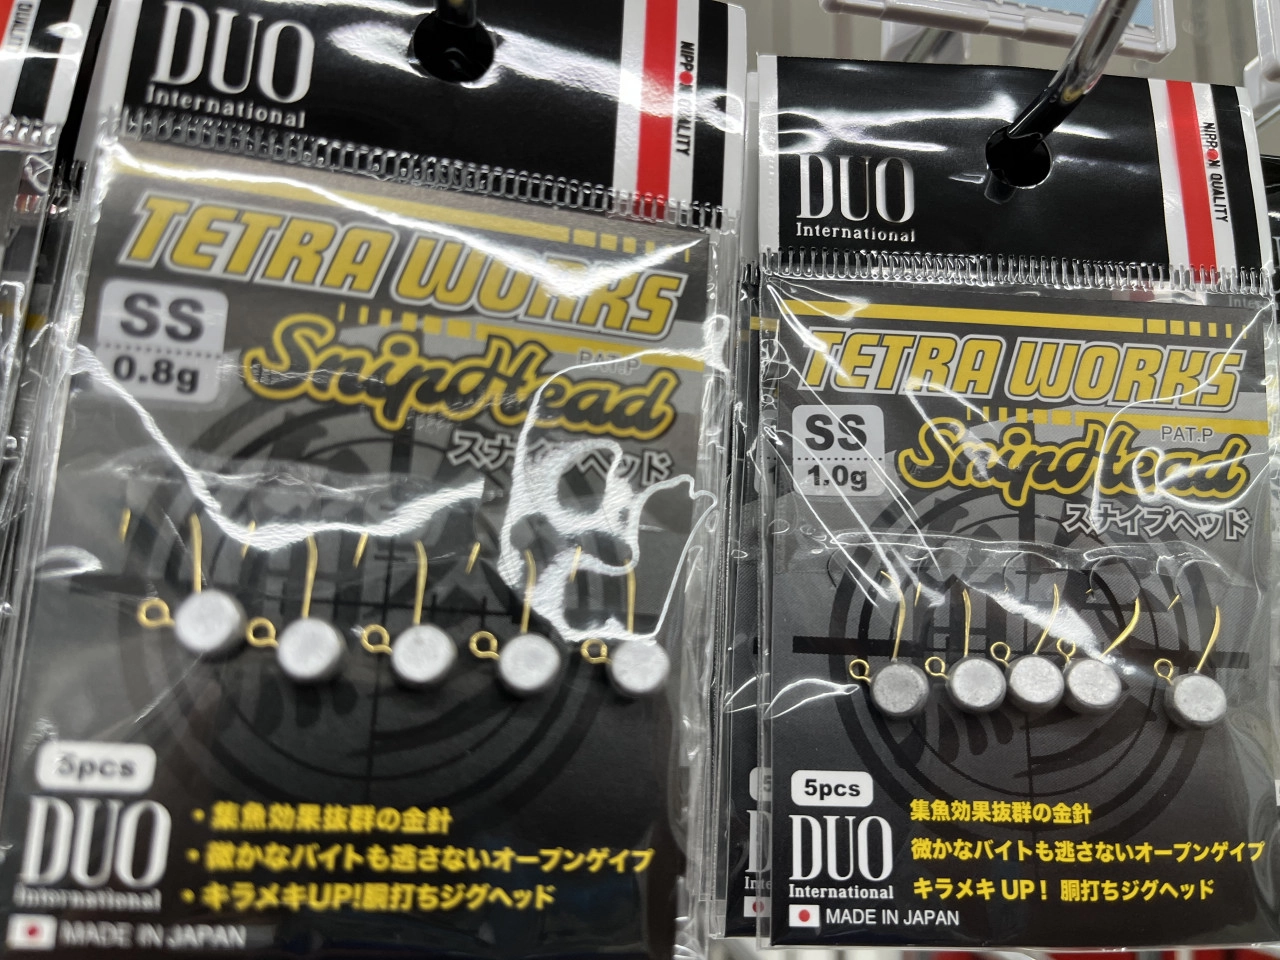 DUO
International
NIPPON QUALITY
TETRA WORKS
SS
0.8g
SnipHead
PAT.P
スナイプヘッド
5pcs
DUO
International
・集魚効果抜群の金針
・微かなバイトも逃さないオープンゲイプ
・キラメキUP!胴打ちジグヘッド
MADE IN JAPAN
DUO
International
NIPPON QUALITY
TETRA WORKS
SS
1.0g
SnipHead
PAT.P
スナイプヘッド
5pcs
DUO
International
集魚効果抜群の金針
微かなバイトも逃さないオープンゲイプ
キラメキ UP! 胴打ちジグヘッド
MADE IN JAPAN